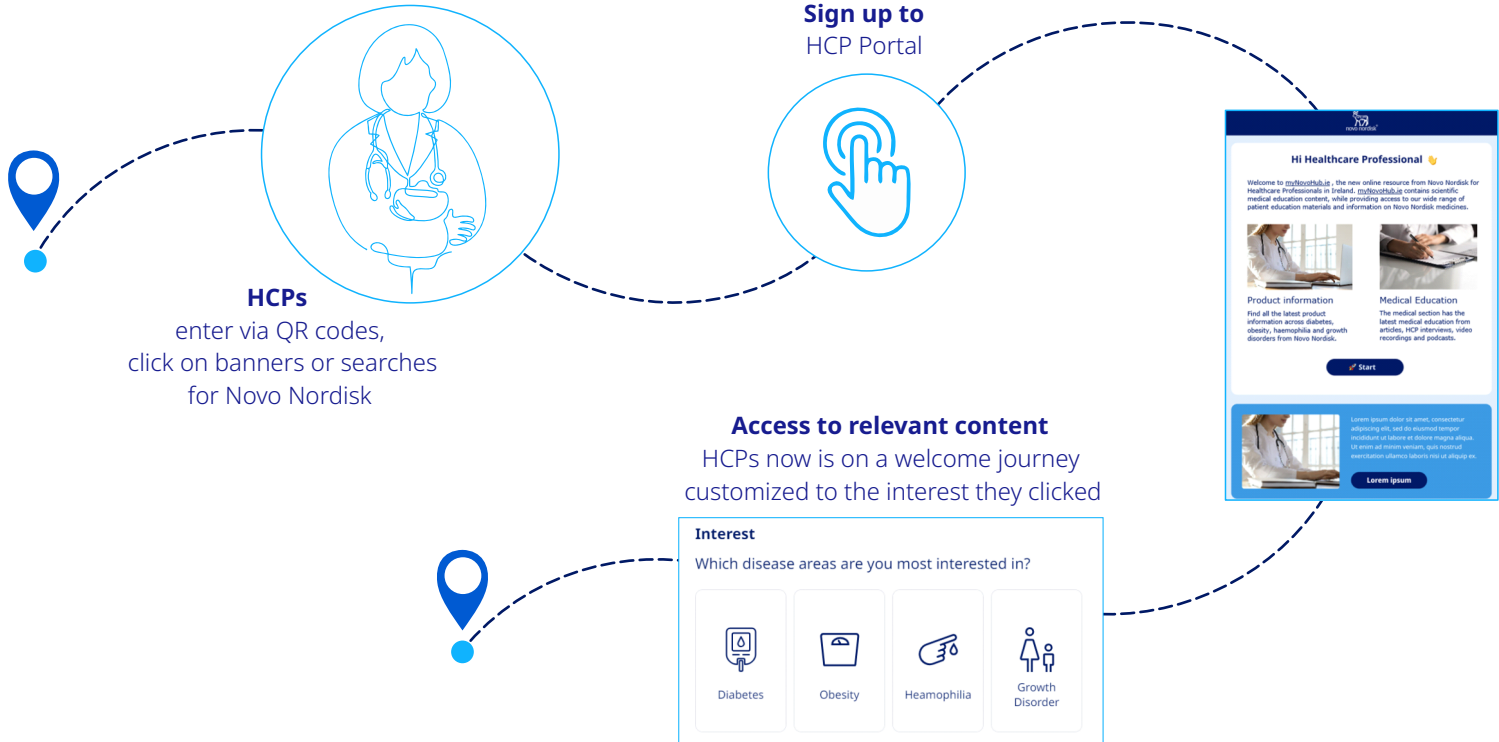 Sign up to
HCP Portal
HCPs
enter via QR codes,
click on banners or searches
for Novo Nordisk
novo nordisk®
Hi Healthcare Professional 👋
Welcome to myNovoHub.ie , the new online resource from Novo Nordisk for
Healthcare Professionals in Ireland. myNovoHub.ie contains scientific
medical education content, while providing access to our wide range of
patient education materials and information on Novo Nordisk medicines.
Product information
Find all the latest product
information across diabetes,
obesity, haemophilia and growth
disorders from Novo Nordisk.
Medical Education
The medical section has the
latest medical education from
articles, HCP interviews, video
recordings and podcasts.
🚀 Start
Lorem ipsum dolor sit amet, consectetur
adipiscing elit, sed do eiusmod tempor
incididunt ut labore et dolore magna aliqua.
Ut enim ad minim veniam, quis nostrud
exercitation ullamco laboris nisi ut aliquip ex.
Lorem ipsum
Access to relevant content
HCPs now is on a welcome journey
customized to the interest they clicked
Interest
Which disease areas are you most interested in?
Diabetes
Obesity
Heamophilia
Growth
Disorder